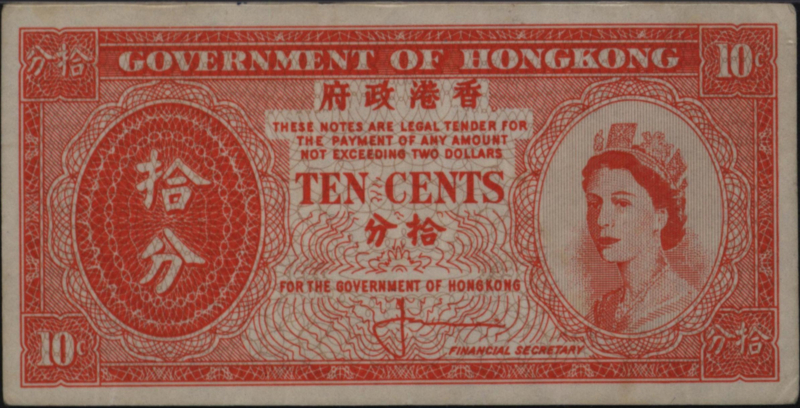 分拾 GOVERNMENT OF HONGKONG 10¢
府政港香
THESE NOTES ARE LEGAL TENDER FOR
THE PAYMENT OF ANY AMOUNT
NOT EXCEEDING TWO DOLLARS
拾分
TEN CENTS
分拾
FOR THE GOVERNMENT OF HONGKONG
10¢
FINANCIAL SECRETARY
分拾